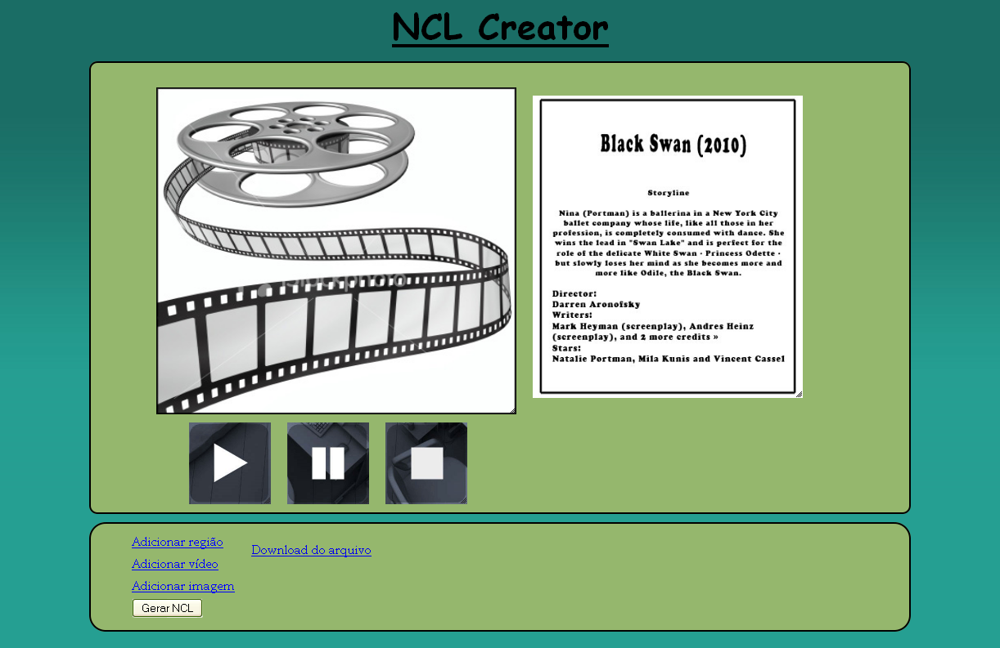 NCL Creator
Black Swan (2010)
Storyline
Nina (Portman) is a ballerina in a New York City
ballet company whose life, like all those in her
profession, is completely consumed with dance. She
wins the lead in "Swan Lake" and is perfect for the
role of the delicate White Swan - Princess Odette -
but slowly loses her mind as she becomes more and
more like Odile, the Black Swan.
Director:
Darren Aronofsky
Writers:
Mark Heyman (screenplay), Andres Heinz
(screenplay), and 2 more credits »
Stars:
Natalie Portman, Mila Kunis and Vincent Cassel
Adicionar região
Download do arquivo
Adicionar vídeo
Adicionar imagem
Gerar NCL